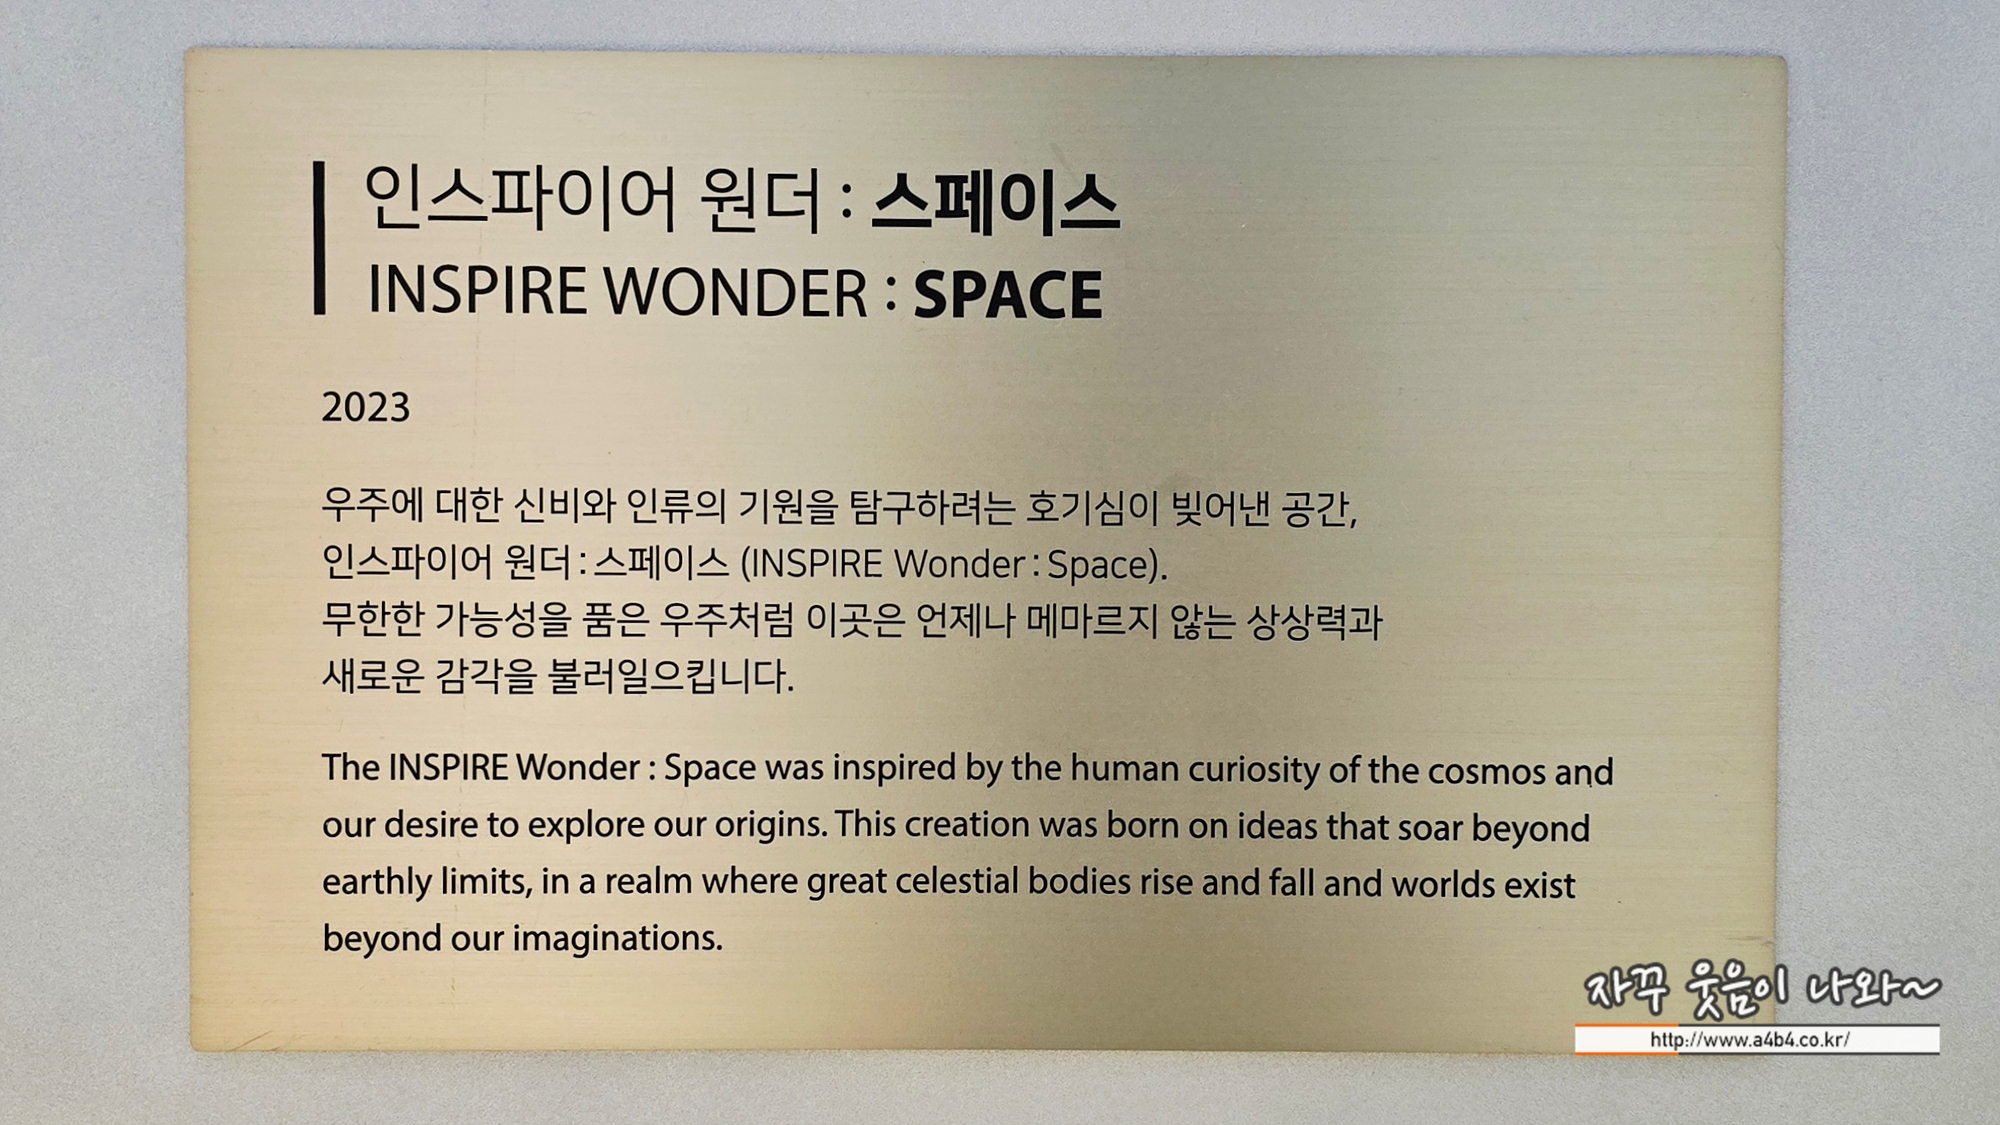 인스파이어 원더 : 스페이스
INSPIRE WONDER : SPACE
2023
우주에 대한 신비와 인류의 기원을 탐구하려는 호기심이 빚어낸 공간,
인스파이어 원더 : 스페이스 (INSPIRE Wonder : Space).
무한한 가능성을 품은 우주처럼 이곳은 언제나 메마르지 않는 상상력과
새로운 감각을 불러일으킵니다.
The INSPIRE Wonder : Space was inspired by the human curiosity of the cosmos and
our desire to explore our origins. This creation was born on ideas that soar beyond
earthly limits, in a realm where great celestial bodies rise and fall and worlds exist
beyond our imaginations.
자꾸 웃음이 나와~
http://www.a4b4.co.kr/